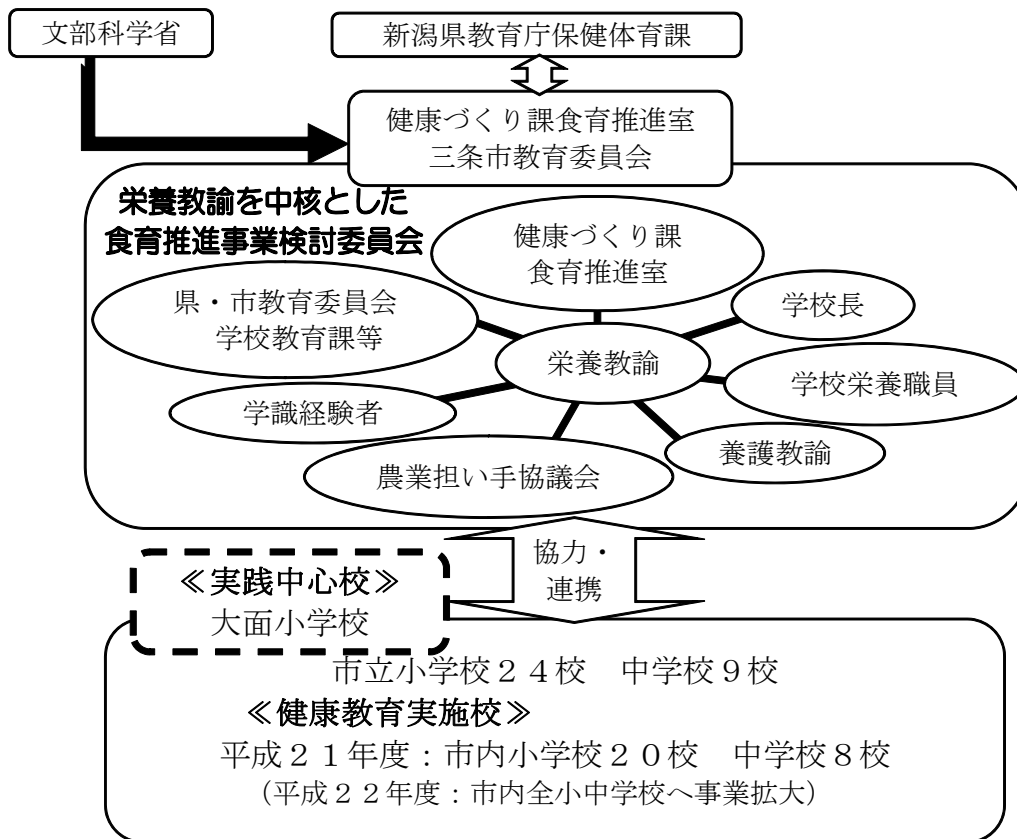 文部科学省
新潟県教育庁保健体育課
健康づくり課食育推進室
三条市教育委員会
栄養教諭を中核とした
食育推進事業検討委員会
健康づくり課
食育推進室
県・市教育委員会
学校教育課等
学校長
栄養教諭
学校栄養職員
学識経験者
養護教諭
農業担い手協議会
協力・
連携
≪実践中心校≫
大面小学校
市立小学校２４校　中学校９校
≪健康教育実施校≫
平成２１年度：市内小学校２０校　中学校８校
（平成２２年度：市内全小中学校へ事業拡大）